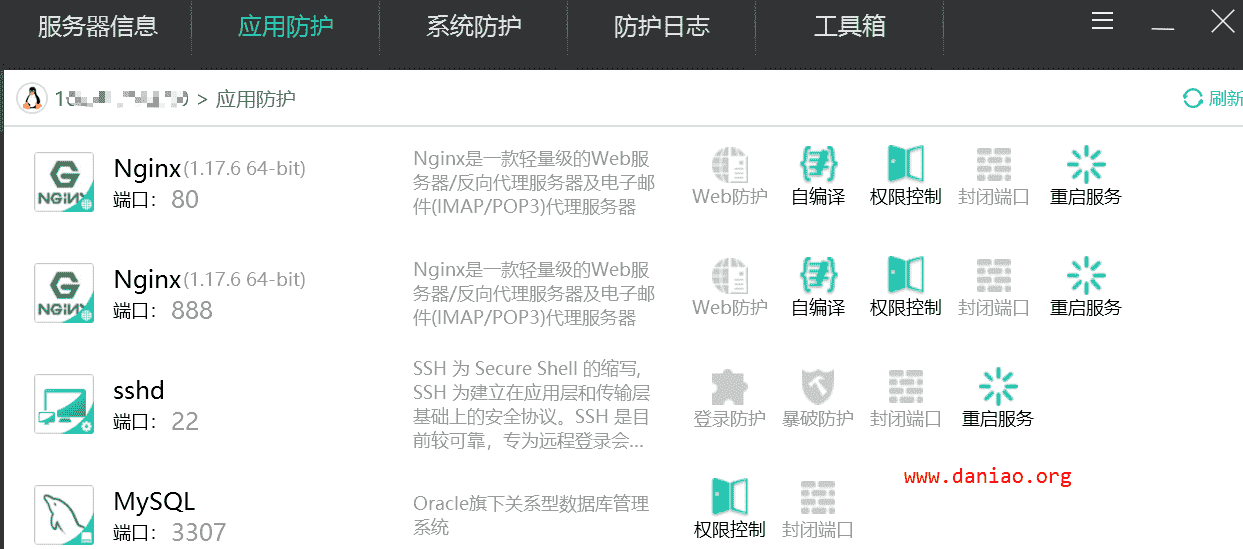 服务器信息 应用防护 系统防护 防护日志 工具箱
> 应用防护 刷新
Nginx(1.17.6 64-bit)
端口： 80
Nginx是一款轻量级的Web服
务器/反向代理服务器及电子邮
件(IMAP/POP3)代理服务器
Web防护 自编译 权限控制 封闭端口 重启服务
NGINX
Nginx(1.17.6 64-bit)
端口： 888
Nginx是一款轻量级的Web服
务器/反向代理服务器及电子邮
件(IMAP/POP3)代理服务器
Web防护 自编译 权限控制 封闭端口 重启服务
NGINX
sshd
端口： 22
SSH 为 Secure Shell 的缩写,
SSH 为建立在应用层和传输层
基础上的安全协议。SSH 是目
前较可靠，专为远程登录会...
登录防护 暴破防护 封闭端口 重启服务
www.daniao.org
MySQL
端口： 3307
Oracle旗下关系型数据库管理
系统
权限控制 封闭端口